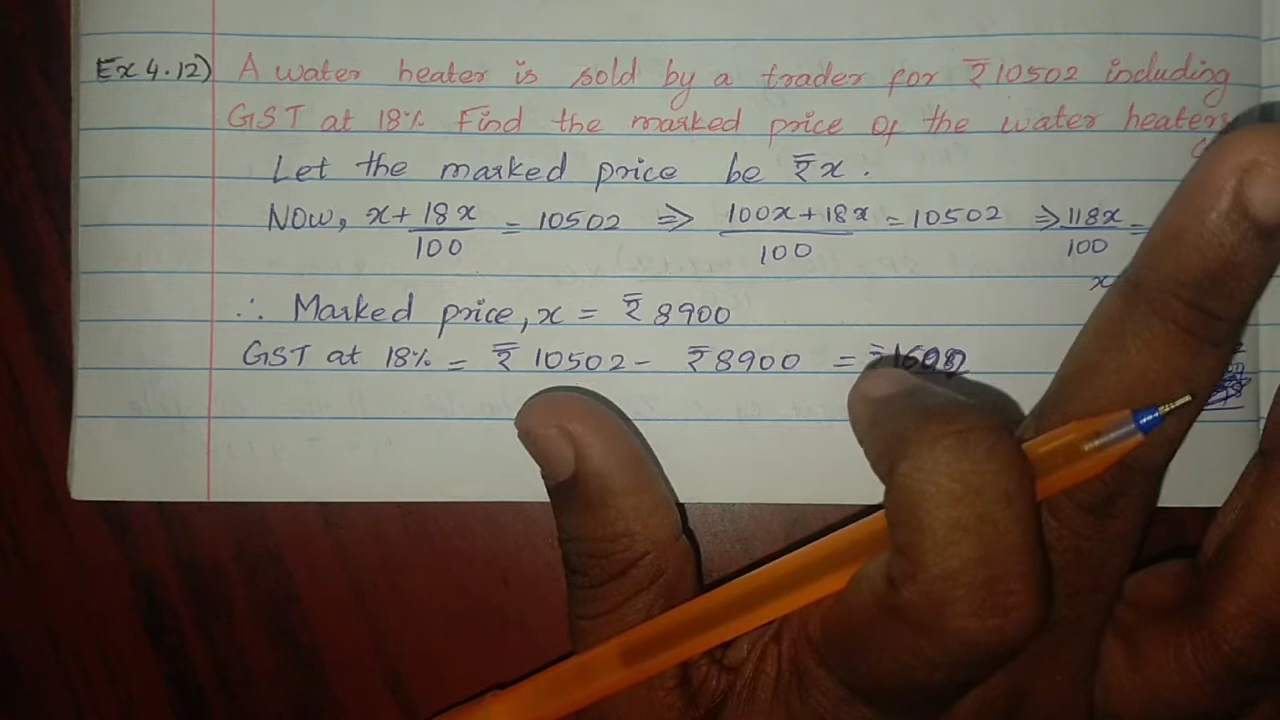 Ex 4.12) A water heater is sold by a trader for ₹10502 including
GST at 18% Find the marked price of the water heater
Let the marked price be ₹x.
Now, x + 18x/100 = 10502 ⇒ 100x+18x/100 = 10502 ⇒ 118x/100 =
x
∴ Marked price, x = ₹8900
GST at 18% = ₹10502 - ₹8900 =